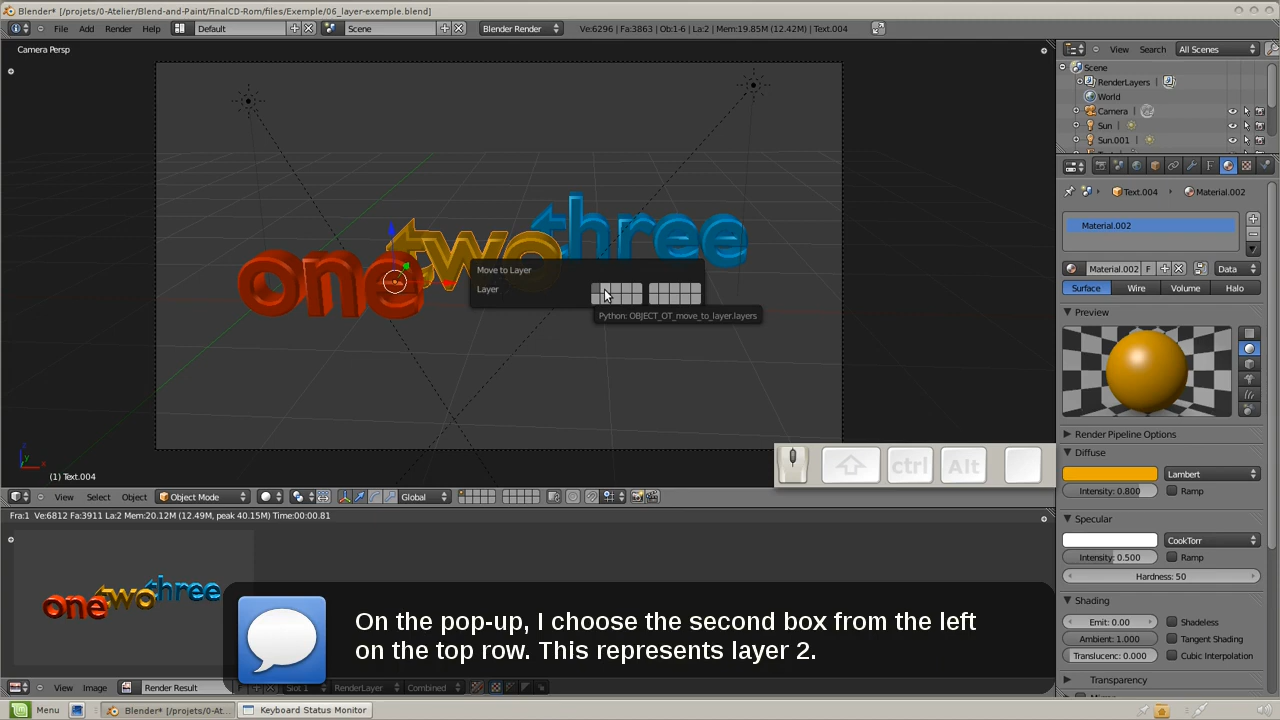 Blender* [/projets/0-Atelier/Blend-and-Paint/FinalCD-Rom/files/Exemple/06_layer-exemple.blend]
File Add Render Help Default Scene Blender Render Ve:6296 | Fa:3863 | Ob:1-6 | La:2 | Mem:19.85M (12.42M) | Text.004
Camera Persp
View Search All Scenes
Scene
RenderLayers
World
Camera
Sun
Sun.001
Text.004 Material.002
Material.002
Material.002 F Data
Surface Wire Volume Halo
Preview
one two three
Move to Layer
Layer
Python: OBJECT_OT_move_to_layer.layers
Render Pipeline Options
Diffuse
Lambert
Intensity: 0.800 Ramp
Specular
CookTorr
Intensity: 0.500 Ramp
Hardness: 50
Shading
Emit: 0.00 Shadeless
Ambient: 1.000 Tangent Shading
Translucenc: 0.000 Cubic Interpolation
Transparency
ctrl Alt
z
y
x
(1) Text.004
View Select Object Object Mode Global
Fra:1 Ve:6812 Fa:3911 La:2 Mem:20.12M (12.49M, peak 40.15M) Time:00:00.81
one two three
On the pop-up, I choose the second box from the left
on the top row. This represents layer 2.
View Image Render Result Slot 1 RenderLayer Combined
Menu Blender* [/projets/0-At... Keyboard Status Monitor